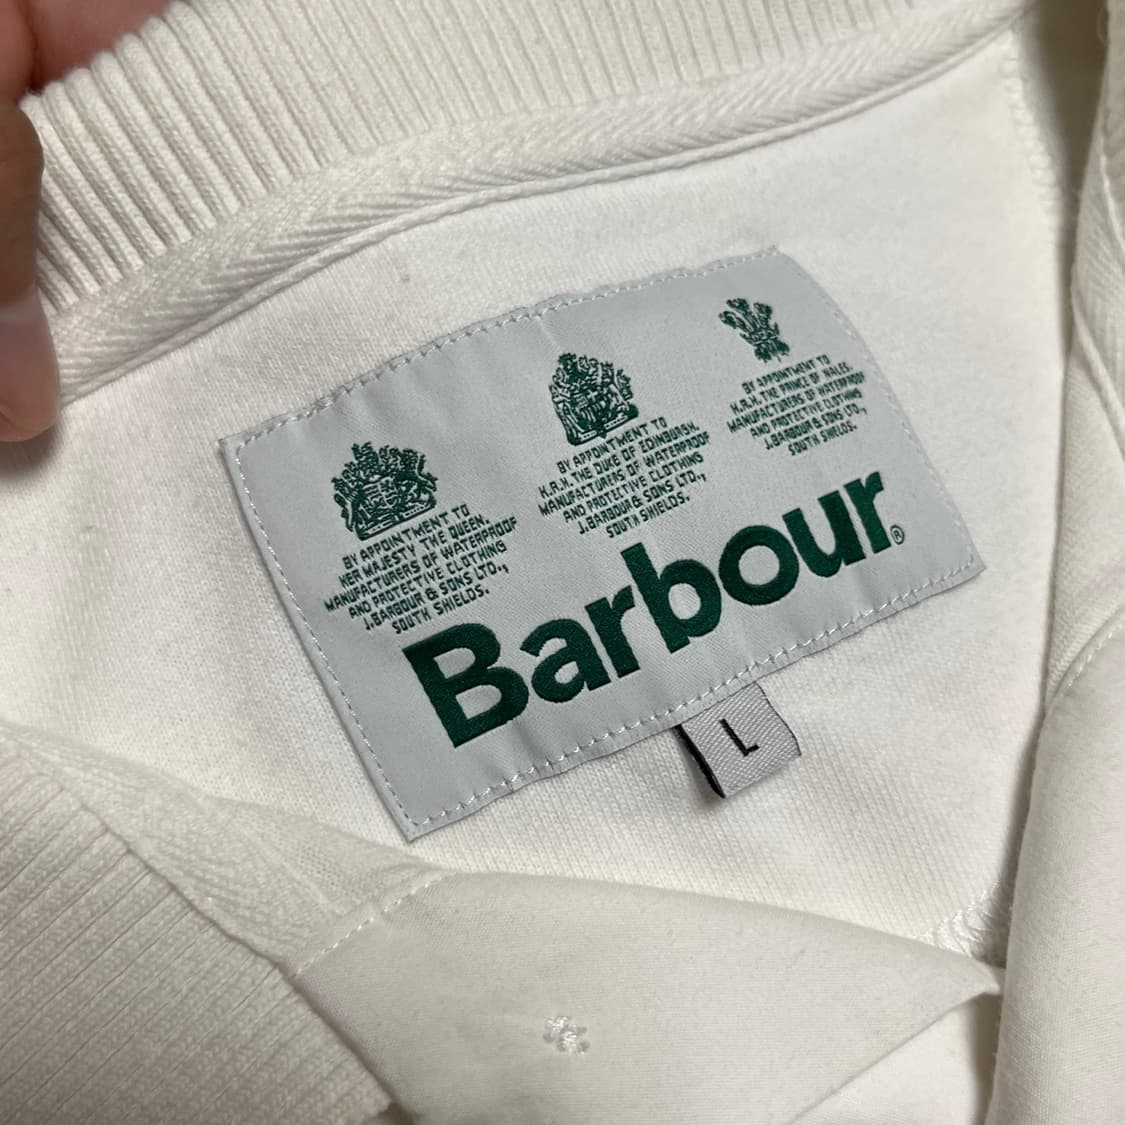 BY APPOINTMENT TO
HER MAJESTY THE QUEEN.
MANUFACTURERS OF WATERPROOF
AND PROTECTIVE CLOTHING
J.BARBOUR & SONS LTD.,
SOUTH SHIELDS.
BY APPOINTMENT TO
H.R.H. THE DUKE OF EDINBURGH.
MANUFACTURERS OF WATERPROOF
AND PROTECTIVE CLOTHING
J.BARBOUR & SONS LTD.,
SOUTH SHIELDS.
BY APPOINTMENT TO
H.R.H. THE PRINCE OF WALES.
MANUFACTURERS OF WATERPROOF
AND PROTECTIVE CLOTHING
J.BARBOUR & SONS LTD.,
SOUTH SHIELDS.
Barbour®
L